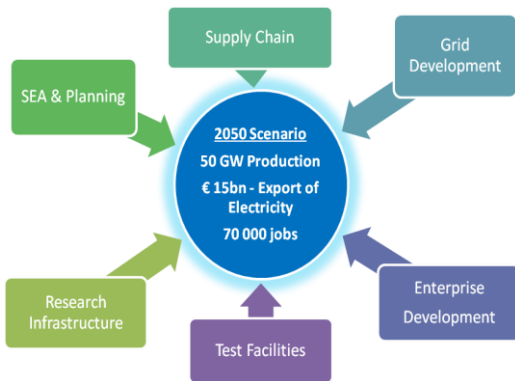 Supply Chain
Grid
Development
SEA & Planning
2050 Scenario
50 GW Production
€ 15bn - Export of
Electricity
70 000 jobs
Research
Infrastructure
Enterprise
Development
Test Facilities